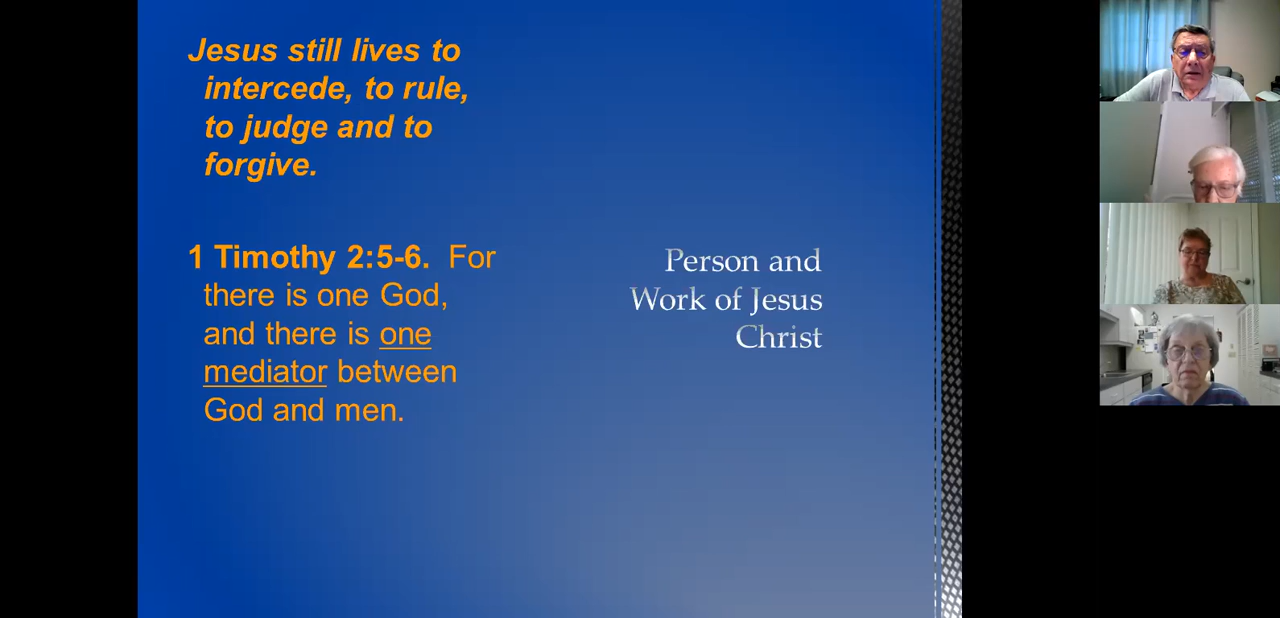 Jesus still lives to
intercede, to rule,
to judge and to
forgive.
1 Timothy 2:5-6. For
there is one God,
and there is one
mediator between
God and men.
Person and
Work of Jesus
Christ